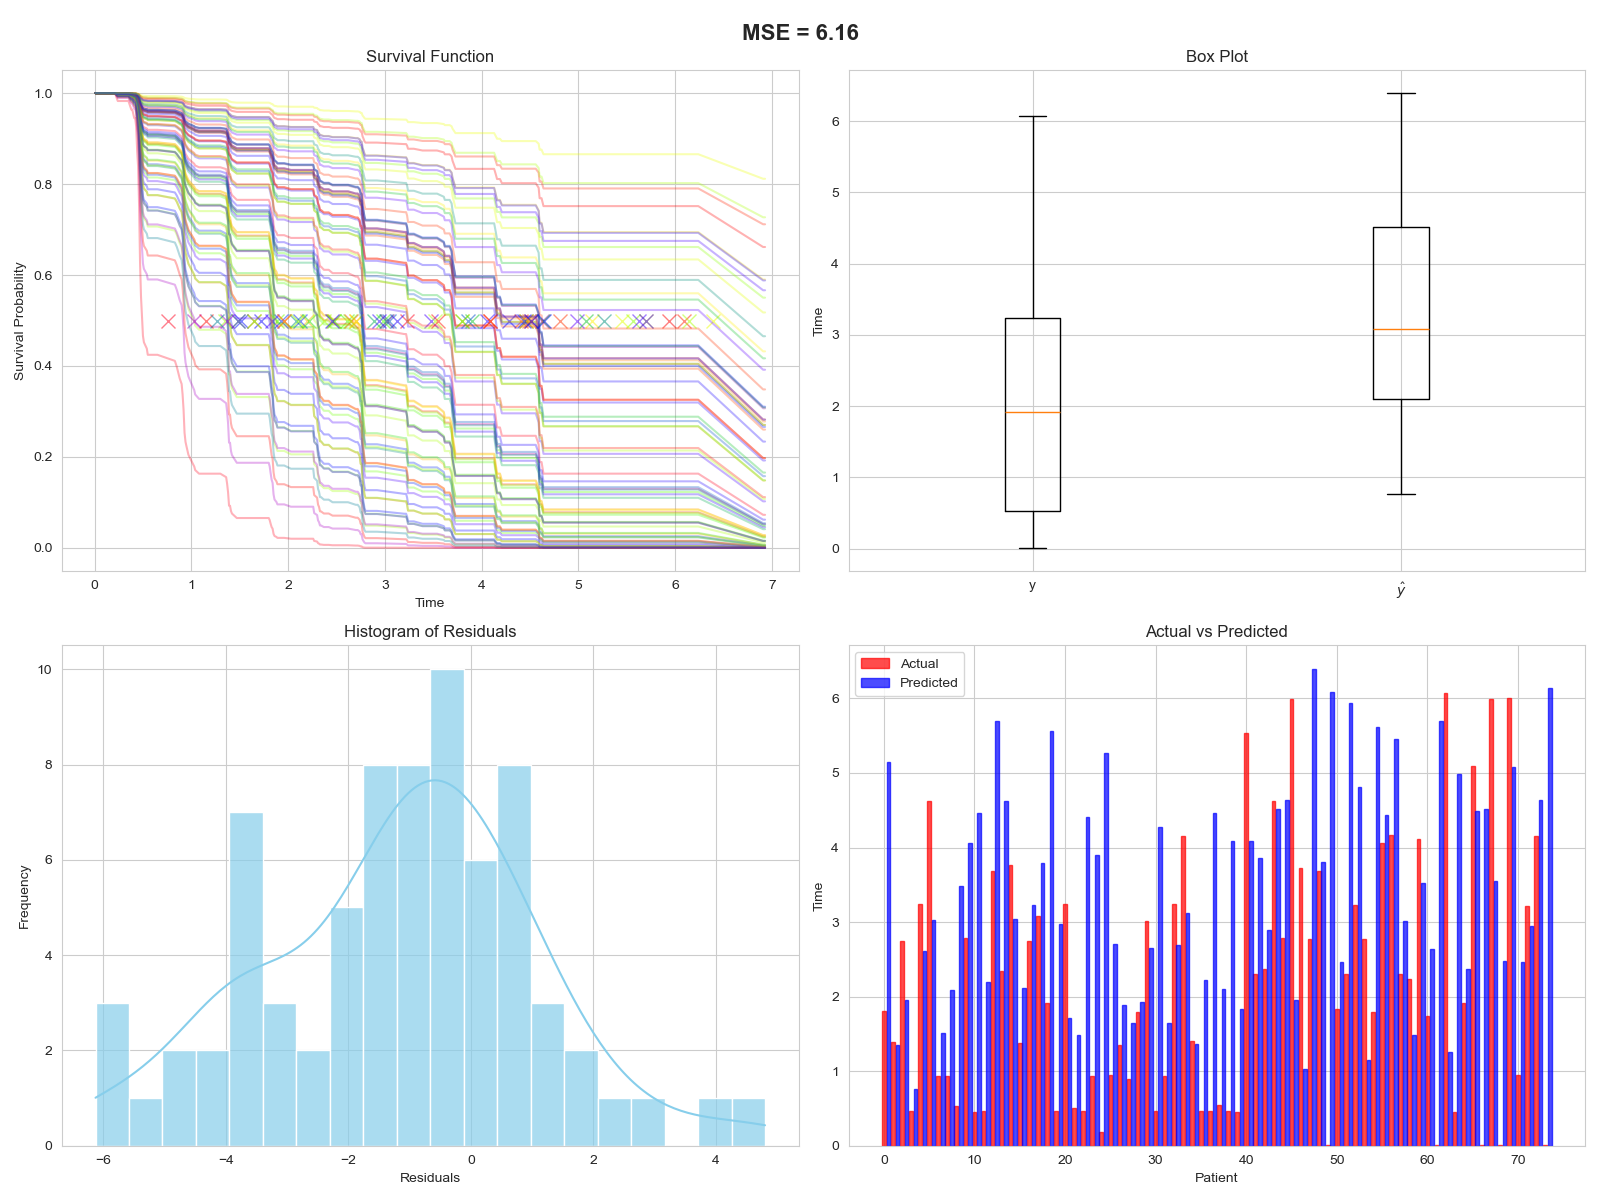 MSE = 6.16
Survival Function
Survival Probability
1.0
0.8
0.6
0.4
0.2
0.0
0 1 2 3 4 5 6 7
Time
Box Plot
Time
6
5
4
3
2
1
0
y ŷ
Histogram of Residuals
Frequency
10
8
6
4
2
0
−6 −4 −2 0 2 4
Residuals
Actual vs Predicted
Actual
Predicted
Time
6
5
4
3
2
1
0
0 10 20 30 40 50 60 70
Patient